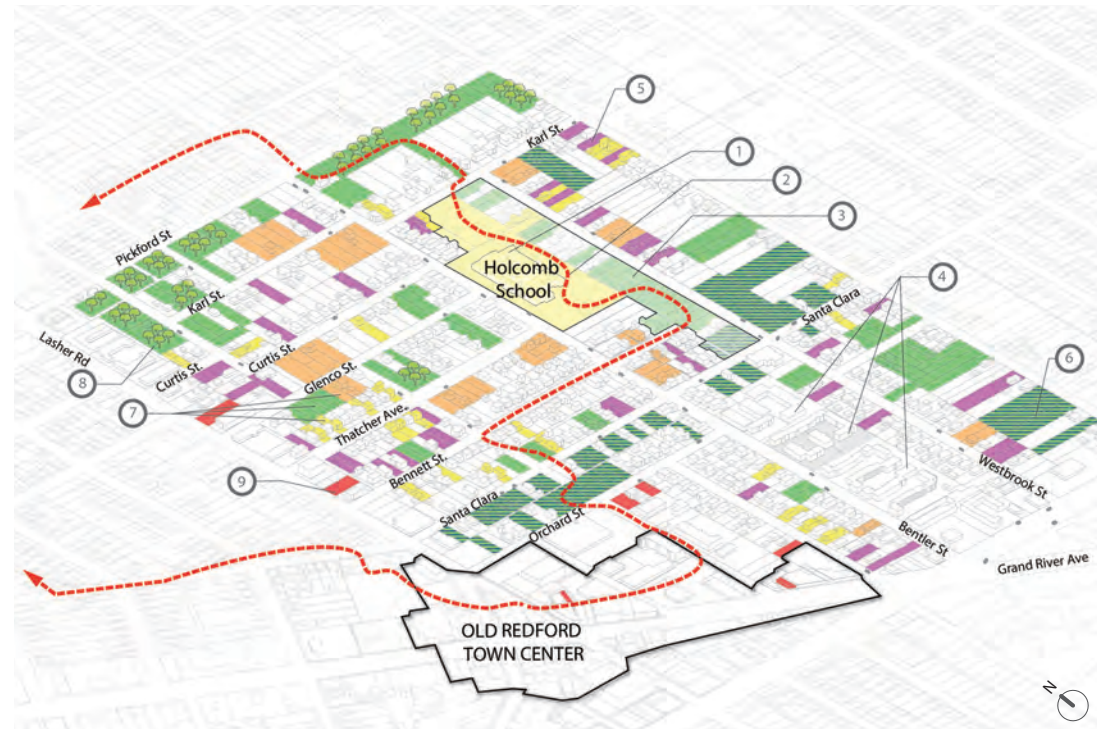 5
Karl St.
1
2
3
Pickford St
Holcomb
School
4
Karl St.
Santa Clara
Lasher Rd
Curtis St.
Curtis St.
8
Glenco St.
6
7
Thatcher Ave.
Bennett St.
Westbrook St
9
Santa Clara
Orchard St
Bentler St
Grand River Ave
OLD REDFORD
TOWN CENTER
N